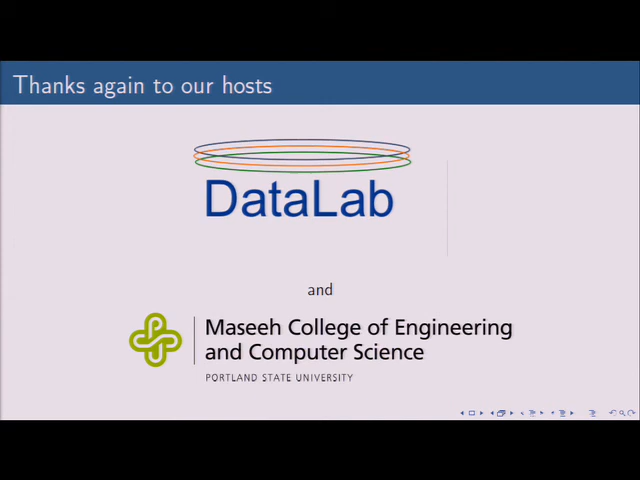 Thanks again to our hosts
DataLab
and
Maseeh College of Engineering
and Computer Science
PORTLAND STATE UNIVERSITY